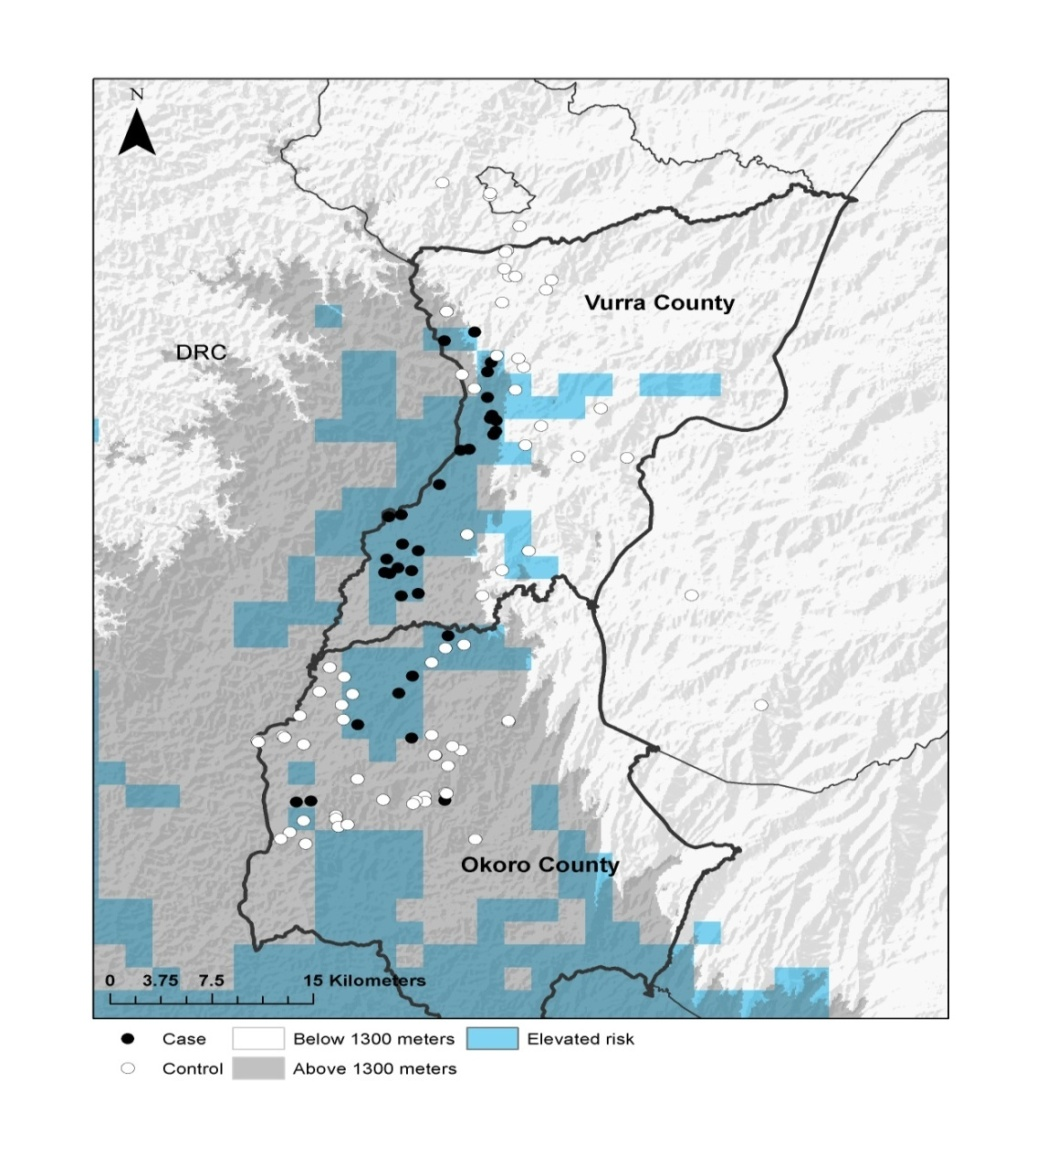 N
Vurra County
DRC
Okoro County
0 3.75 7.5 15 Kilometers
Case Below 1300 meters Elevated risk
Control Above 1300 meters